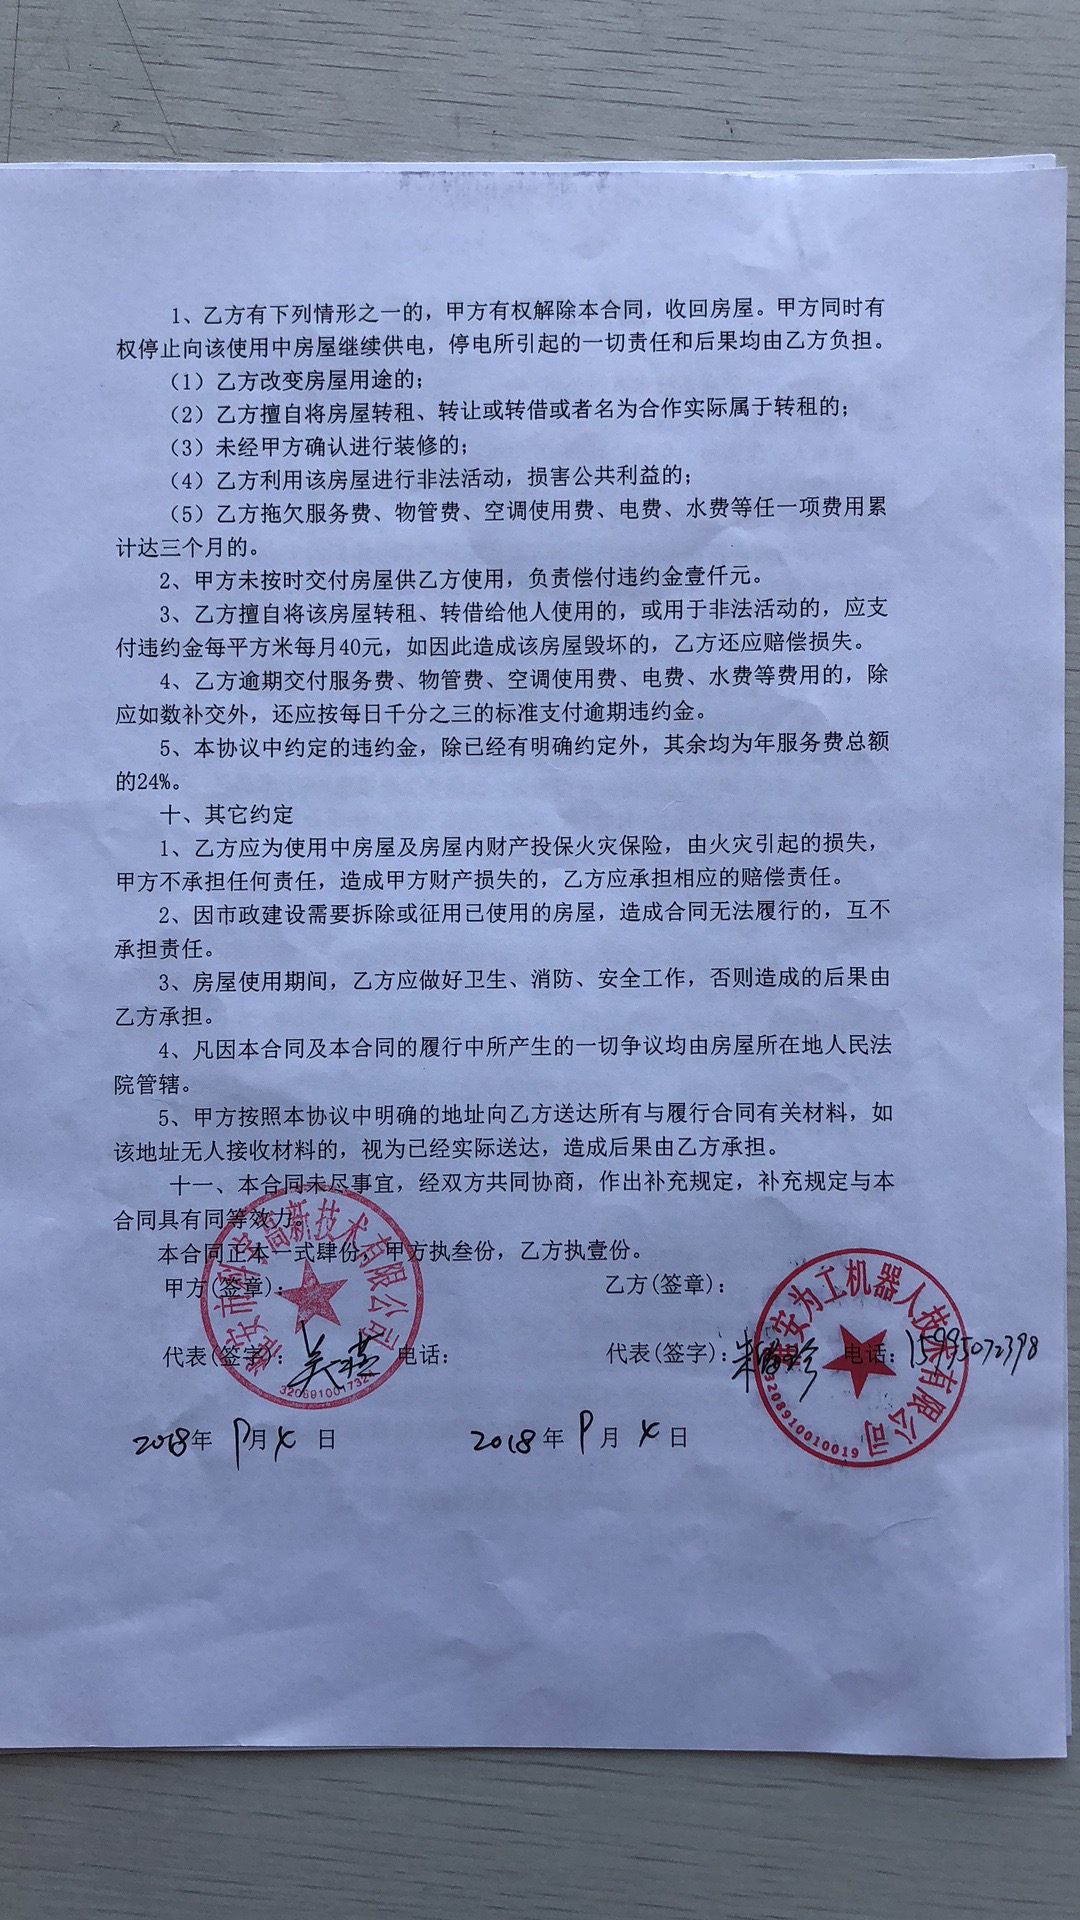 1、乙方有下列情形之一的，甲方有权解除本合同，收回房屋。甲方同时有
权停止向该使用中房屋继续供电，停电所引起的一切责任和后果均由乙方负担。
（1）乙方改变房屋用途的；
（2）乙方擅自将房屋转租、转让或转借或者名为合作实际属于转租的；
（3）未经甲方确认进行装修的；
（4）乙方利用该房屋进行非法活动，损害公共利益的；
（5）乙方拖欠服务费、物管费、空调使用费、电费、水费等任一项费用累
计达三个月的。
2、甲方未按时交付房屋供乙方使用，负责偿付违约金壹仟元。
3、乙方擅自将该房屋转租、转借给他人使用的，或用于非法活动的，应支
付违约金每平方米每月40元，如因此造成该房屋毁坏的，乙方还应赔偿损失。
4、乙方逾期交付服务费、物管费、空调使用费、电费、水费等费用的，除
应如数补交外，还应按每日千分之三的标准支付逾期违约金。
5、本协议中约定的违约金，除已经有明确约定外，其余均为年服务费总额
的24%。
十、其它约定
1、乙方应为使用中房屋及房屋内财产投保火灾保险，由火灾引起的损失，
甲方不承担任何责任，造成甲方财产损失的，乙方应承担相应的赔偿责任。
2、因市政建设需要拆除或征用已使用的房屋，造成合同无法履行的，互不
承担责任。
3、房屋使用期间，乙方应做好卫生、消防、安全工作，否则造成的后果由
乙方承担。
4、凡因本合同及本合同的履行中所产生的一切争议均由房屋所在地人民法
院管辖。
5、甲方按照本协议中明确的地址向乙方送达所有与履行合同有关材料，如
该地址无人接收材料的，视为已经实际送达，造成后果由乙方承担。
十一、本合同未尽事宜，经双方共同协商，作出补充规定，补充规定与本
合同具有同等效力。
本合同正本一式肆份，甲方执叁份，乙方执壹份。
甲方(签章)： 乙方(签章)：
代表(签字)： 电话： 代表(签字)： 电话：15995072398
2018年 9月4 日 2018年 9月 4日
高新技术有限公司
安为工机器人技术有限公司
3208910010019